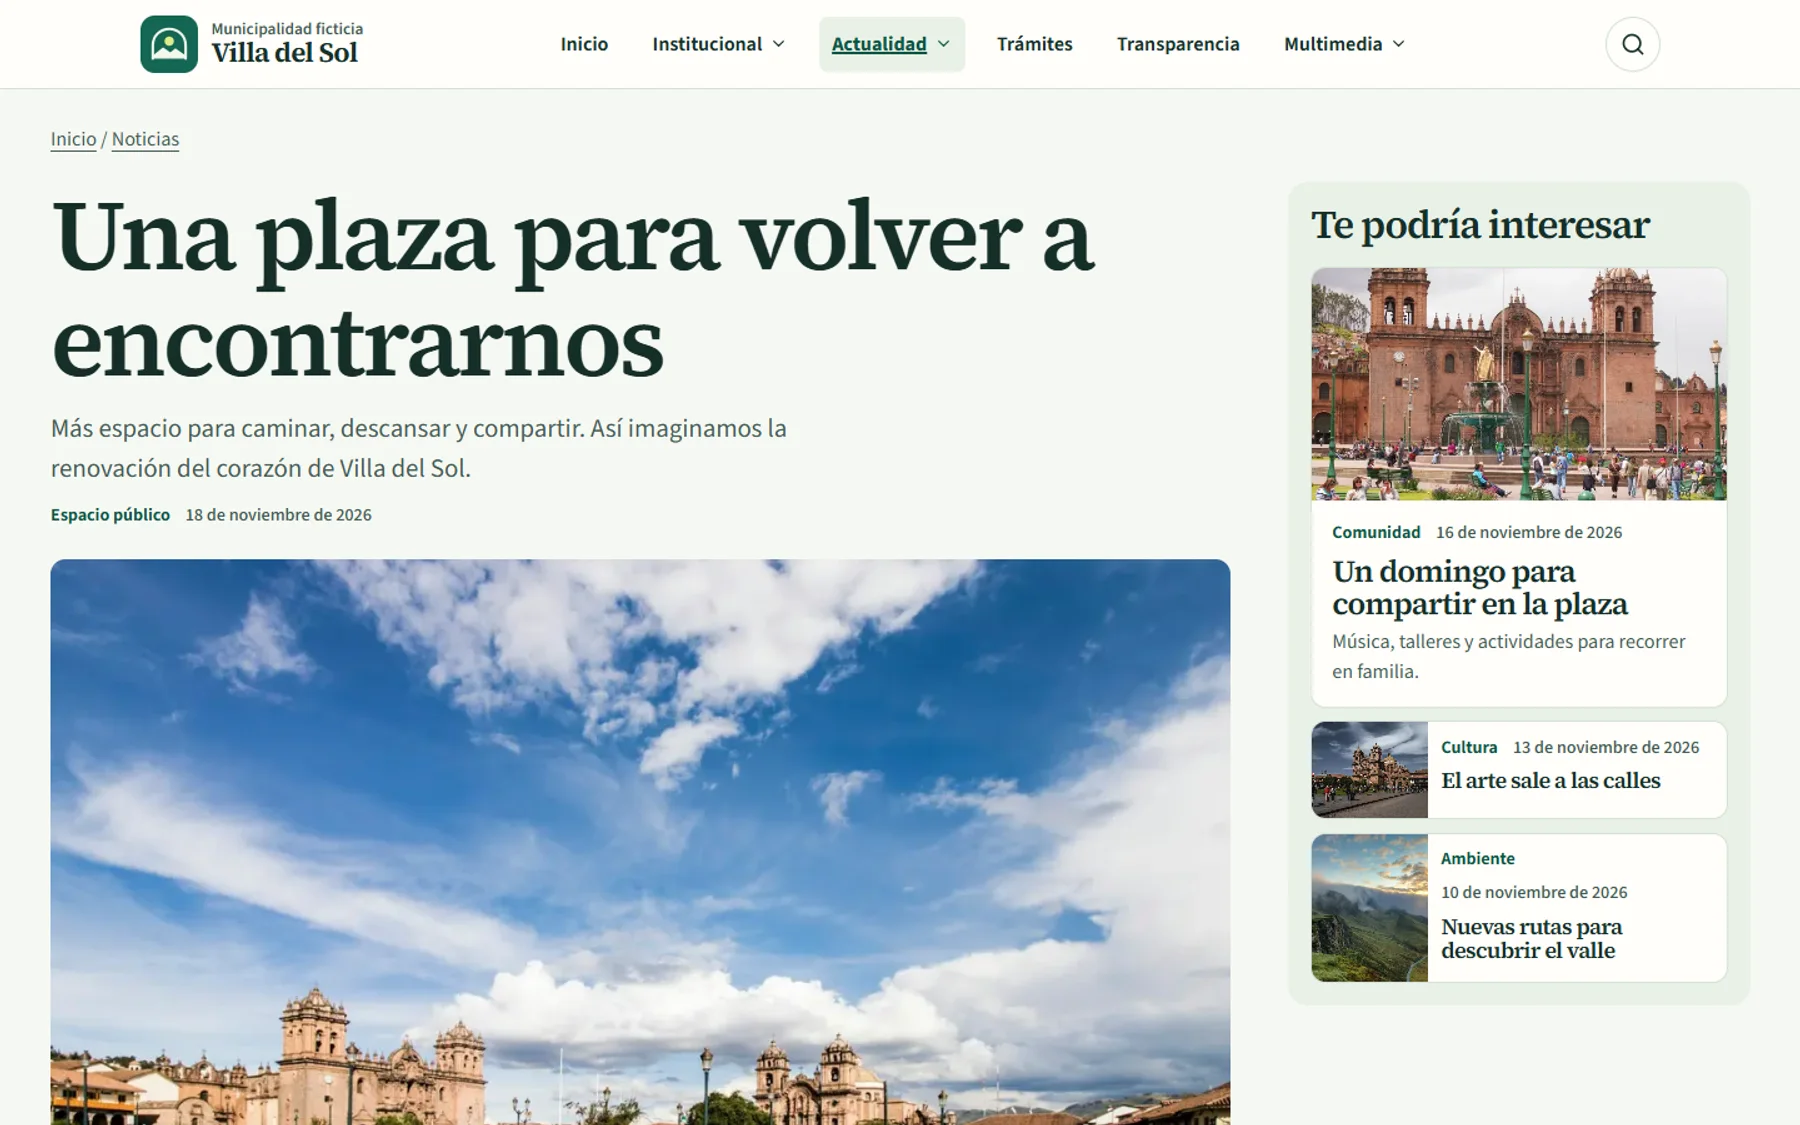 Municipalidad ficticia
Villa del Sol
Inicio
Institucional
Actualidad
Trámites
Transparencia
Multimedia
Inicio / Noticias
Una plaza para volver a
encontrarnos
Más espacio para caminar, descansar y compartir. Así imaginamos la
renovación del corazón de Villa del Sol.
Espacio público 18 de noviembre de 2026
Te podría interesar
Comunidad 16 de noviembre de 2026
Un domingo para
compartir en la plaza
Música, talleres y actividades para recorrer
en familia.
Cultura 13 de noviembre de 2026
El arte sale a las calles
Ambiente
10 de noviembre de 2026
Nuevas rutas para
descubrir el valle